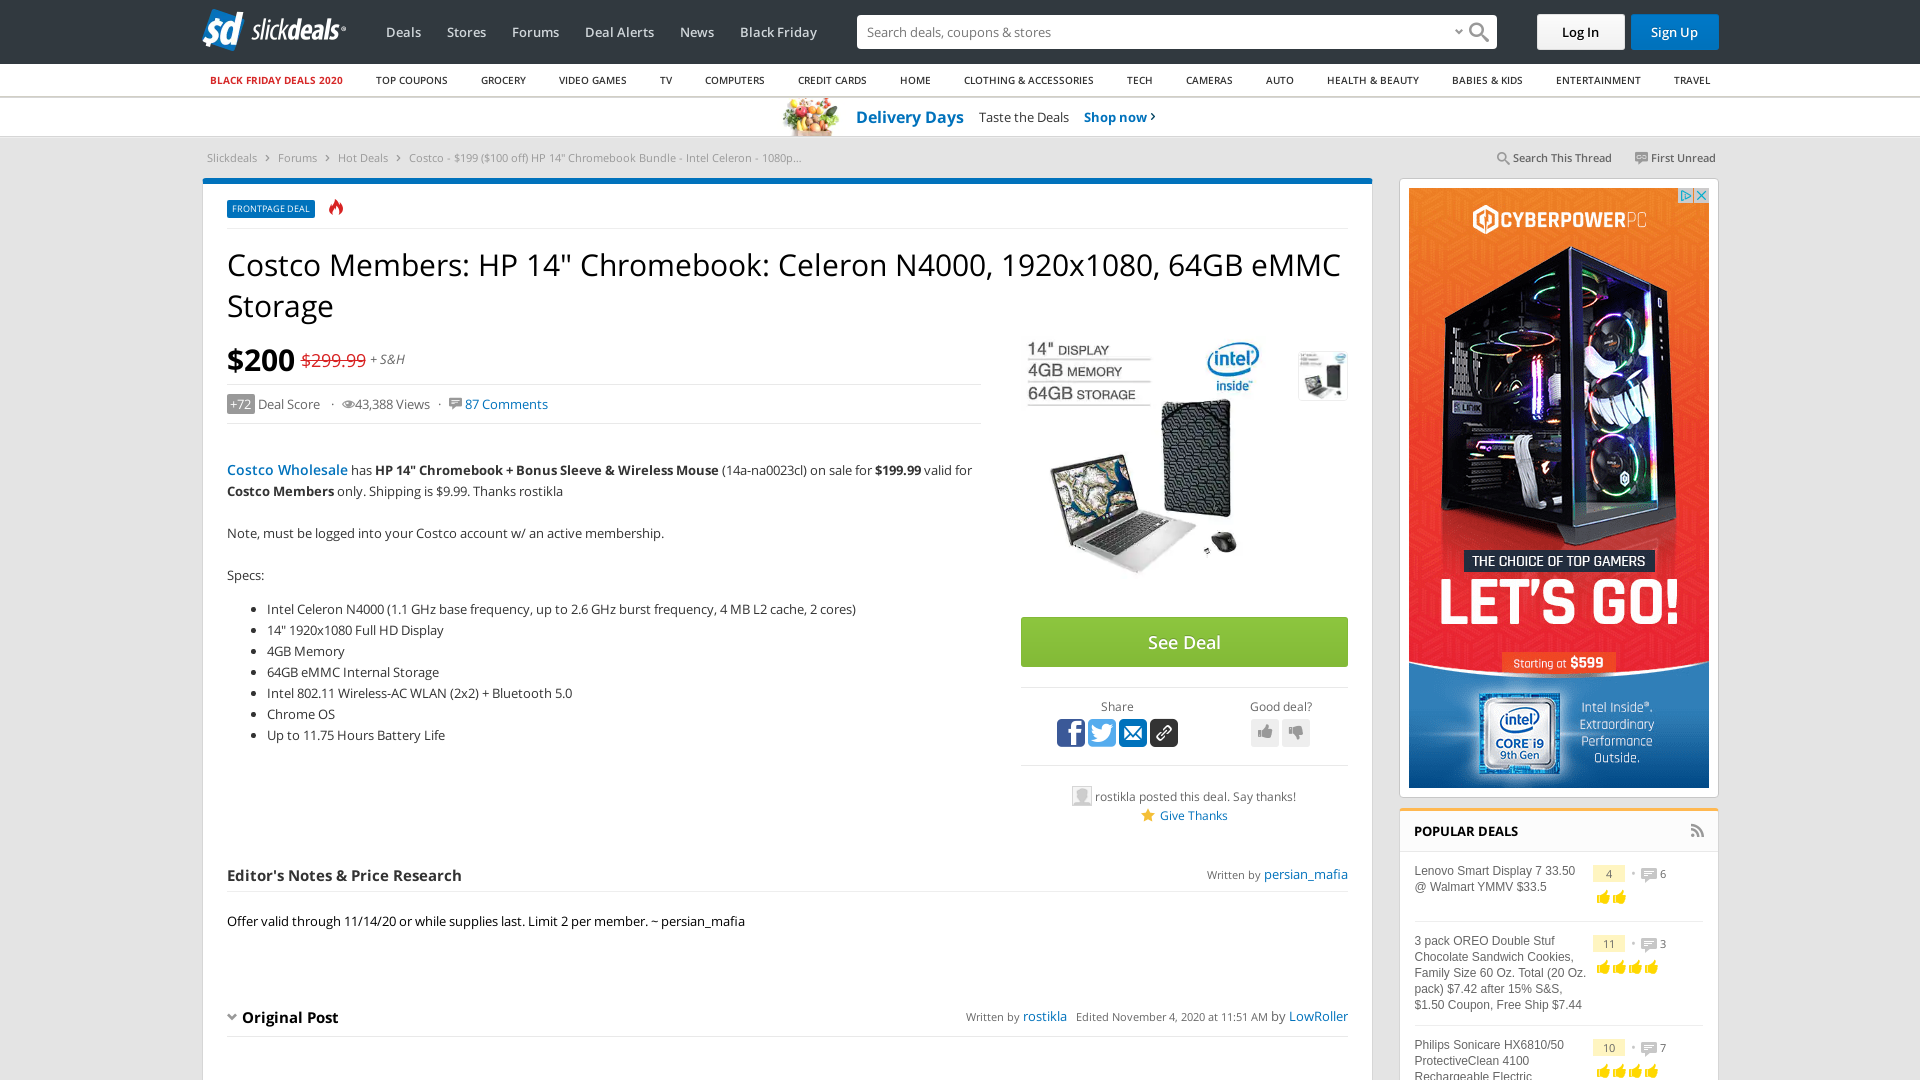 slickdeals
Deals Stores Forums Deal Alerts News Black Friday
Search deals, coupons & shopping
Log In Sign Up
BLACK FRIDAY DEALS 2020 TOP COUPONS GROCERY VIDEO GAMES TV COMPUTERS CREDIT CARDS HOME CLOTHING & ACCESSORIES TECH CAMERAS AUTO HEALTH & BEAUTY BABIES & KIDS ENTERTAINMENT TRAVEL
Delivery Days Taste the Deals Shop now
Slickdeals Forums Hot Deals Costco - $199 ($100 off) HP 14" Chromebook Bundle - Intel Celeron - 1080p...
Search This Thread First Unread
FRONTPAGE DEAL
Costco Members: HP 14" Chromebook: Celeron N4000, 1920x1080, 64GB eMMC
Storage
$200 $299.99 + S&H
+72 Deal Score · 43,388 Views · 87 Comments
Costco Wholesale has HP 14" Chromebook + Bonus Sleeve & Wireless Mouse (14a-na0023cl) on sale for $199.99 valid for
Costco Members only. Shipping is $9.99. Thanks rostikla
Note, must be logged into your Costco account w/ an active membership.
Specs:
Intel Celeron N4000 (1.1 GHz base frequency, up to 2.6 GHz burst frequency, 4 MB L2 cache, 2 cores)
14" 1920x1080 Full HD Display
4GB Memory
64GB eMMC Internal Storage
Intel 802.11 Wireless-AC WLAN (2x2) + Bluetooth 5.0
Chrome OS
Up to 11.75 Hours Battery Life
14" DISPLAY
4GB MEMORY
64GB STORAGE
intel
inside™
See Deal
Share
Good deal?
rostikla posted this deal. Say thanks!
Give Thanks
Editor's Notes & Price Research
Written by persian_mafia
Offer valid through 11/14/20 or while supplies last. Limit 2 per member. ~ persian_mafia
Original Post
Written by rostikla Edited November 4, 2020 at 11:51 AM by LowRoller
CYBERPOWERPC
THE CHOICE OF TOP GAMERS
LET'S GO!
Starting at $599
intel
CORE i9
9th Gen
Intel Inside®.
Extraordinary
Performance
Outside.
POPULAR DEALS
Lenovo Smart Display 7 33.50
@ Walmart YMMV $33.5
4 • 6
3 pack OREO Double Stuf
Chocolate Sandwich Cookies,
Family Size 60 Oz. Total (20 Oz.
pack) $7.42 after 15% S&S,
$1.50 Coupon, Free Ship $7.44
11 • 3
Philips Sonicare HX6810/50
ProtectiveClean 4100
Rechargeable Electric
10 • 7